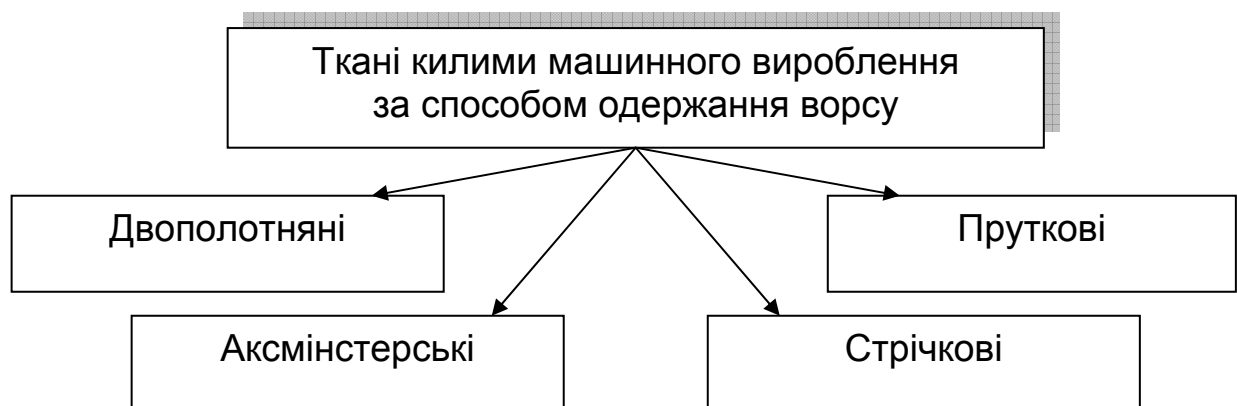 Ткані килими машинного вироблення
за способом одержання ворсу
Двополотняні
Пруткові
Аксмінстерські
Стрічкові